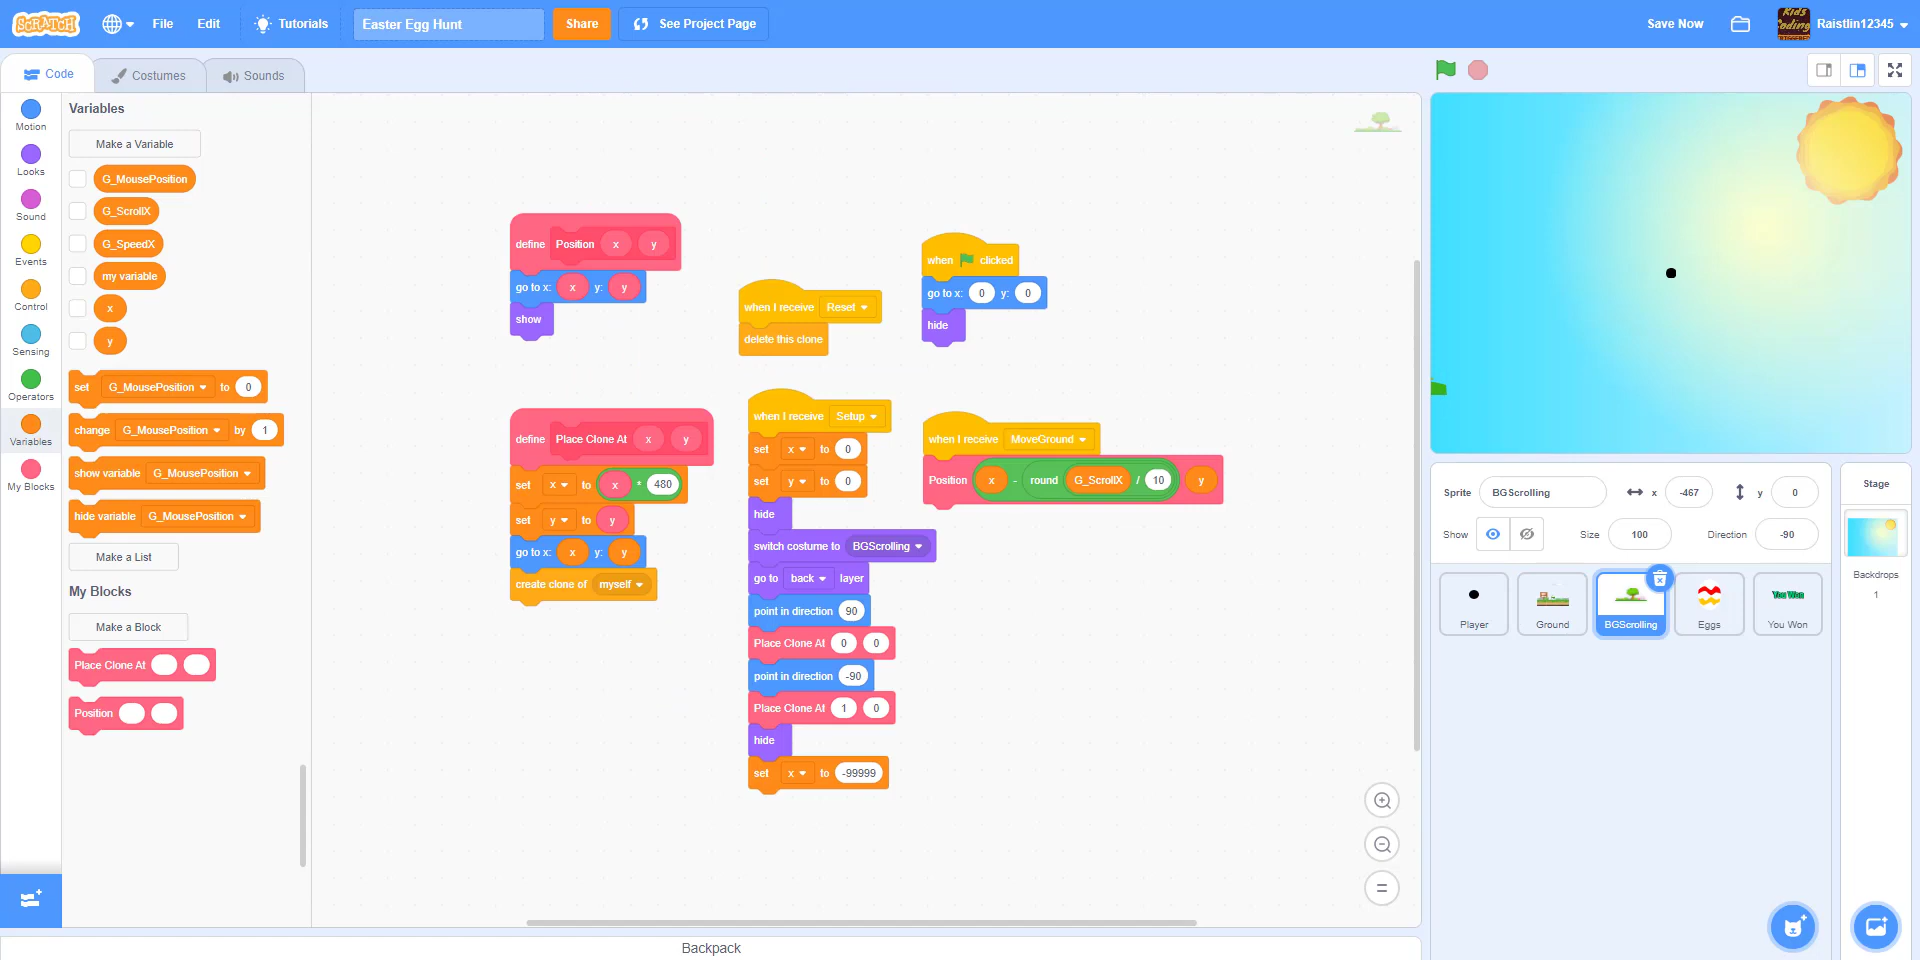 SCRATCH
File
Edit
Tutorials
Easter Egg Hunt
Share
See Project Page
Save Now
Raistlin12345
Code
Costumes
Sounds
Motion
Looks
Sound
Events
Control
Sensing
Operators
Variables
My Blocks
Variables
Make a Variable
G_MousePosition
G_ScrollX
G_SpeedX
my variable
x
y
set G_MousePosition to 0
change G_MousePosition by 1
show variable G_MousePosition
hide variable G_MousePosition
Make a List
My Blocks
Make a Block
Place Clone At
Position
define Position x y
go to x: x y: y
show
when I receive Reset
delete this clone
when clicked
go to x: 0 y: 0
hide
define Place Clone At x y
set x to x * 480
set y to y
go to x: x y: y
create clone of myself
when I receive Setup
set x to 0
set y to 0
hide
switch costume to BGScrolling
go to back layer
point in direction 90
Place Clone At 0 0
point in direction -90
Place Clone At 1 0
hide
set x to -99999
when I receive MoveGround
Position x - round G_ScrollX / 10 y
Sprite BGScrolling x -467 y 0
Show Size 100 Direction -90
Player
Ground
BGScrolling
Eggs
You Won
You Won
Stage
Backdrops
1
Backpack